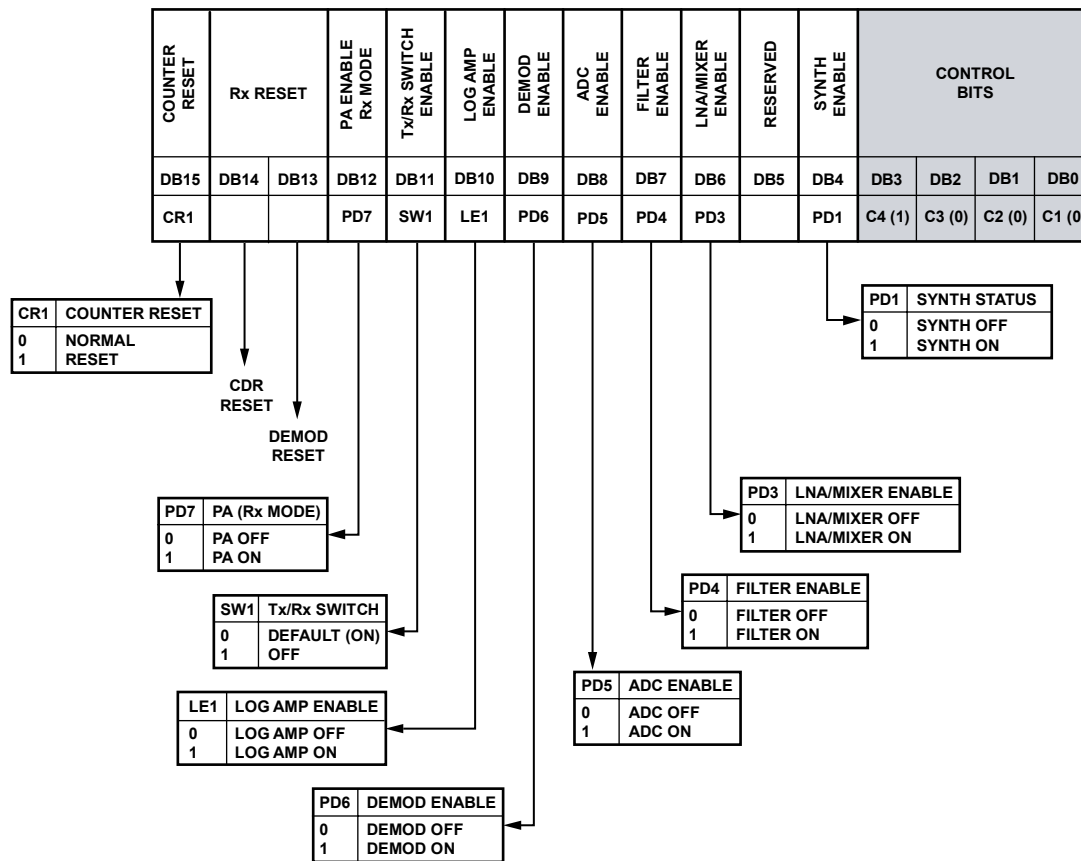 COUNTER RESET
Rx RESET
PA ENABLE Rx MODE
Tx/Rx SWITCH ENABLE
LOG AMP ENABLE
DEMOD ENABLE
ADC ENABLE
FILTER ENABLE
LNA/MIXER ENABLE
RESERVED
SYNTH ENABLE
CONTROL
BITS
DB15 DB14 DB13 DB12 DB11 DB10 DB9 DB8 DB7 DB6 DB5 DB4 DB3 DB2 DB1 DB0
CR1 PD7 SW1 LE1 PD6 PD5 PD4 PD3 PD1 C4 (1) C3 (0) C2 (0) C1 (0
PD1 SYNTH STATUS
0 SYNTH OFF
1 SYNTH ON
CR1 COUNTER RESET
0 NORMAL
1 RESET
CDR
RESET
DEMOD
RESET
PD3 LNA/MIXER ENABLE
0 LNA/MIXER OFF
1 LNA/MIXER ON
PD7 PA (Rx MODE)
0 PA OFF
1 PA ON
PD4 FILTER ENABLE
0 FILTER OFF
1 FILTER ON
SW1 Tx/Rx SWITCH
0 DEFAULT (ON)
1 OFF
PD5 ADC ENABLE
0 ADC OFF
1 ADC ON
LE1 LOG AMP ENABLE
0 LOG AMP OFF
1 LOG AMP ON
PD6 DEMOD ENABLE
0 DEMOD OFF
1 DEMOD ON